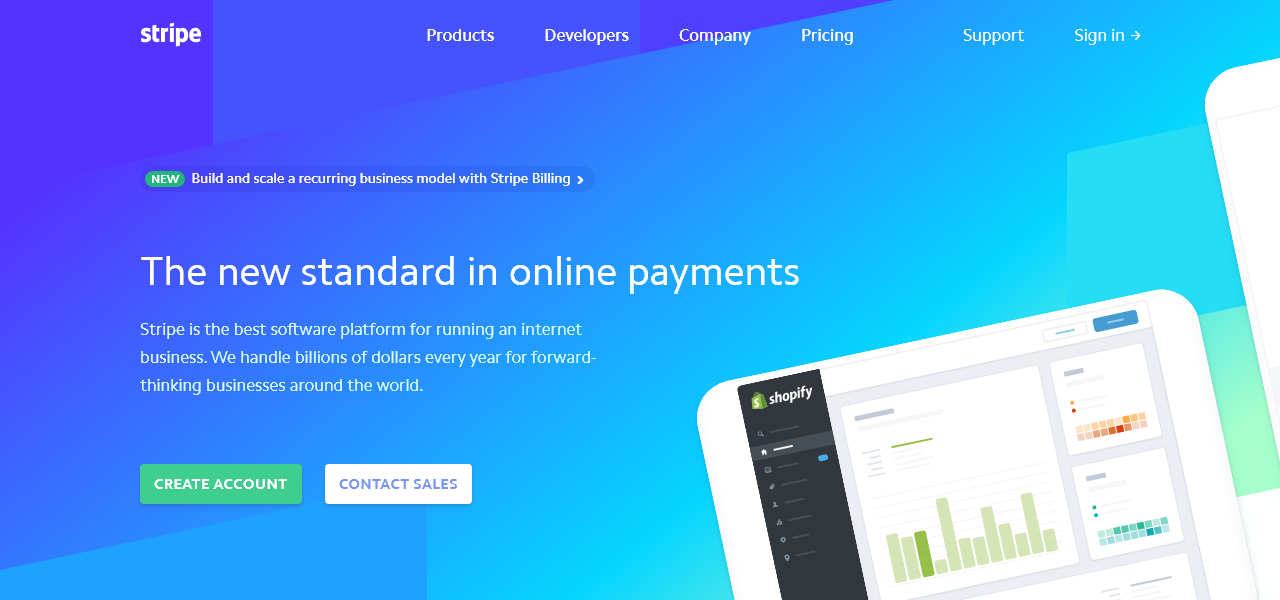 stripe
Products Developers Company Pricing Support Sign in →
NEW Build and scale a recurring business model with Stripe Billing >
The new standard in online payments
Stripe is the best software platform for running an internet
business. We handle billions of dollars every year for forward-
thinking businesses around the world.
shopify
CREATE ACCOUNT CONTACT SALES